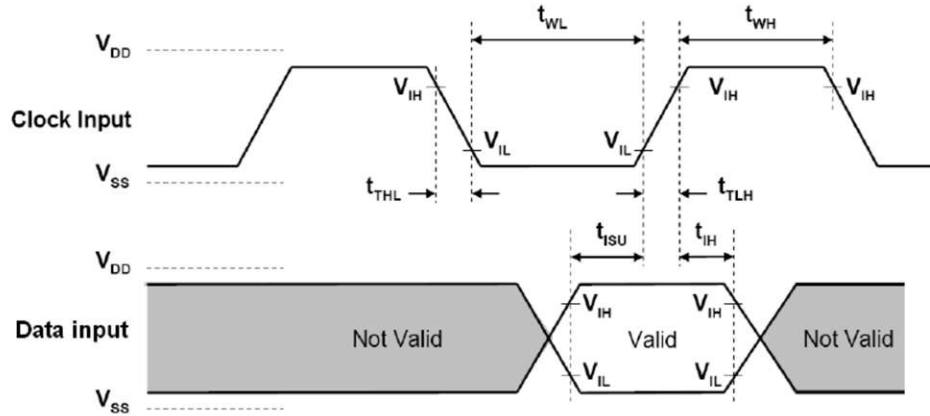 tWL tWH
VDD
VIH VIH VIH
Clock Input
VIL VIL
VSS
tTHL tTLH
tISU tIH
VDD
VIH VIH
Data input Not Valid Valid Not Valid
VIL VIL
VSS